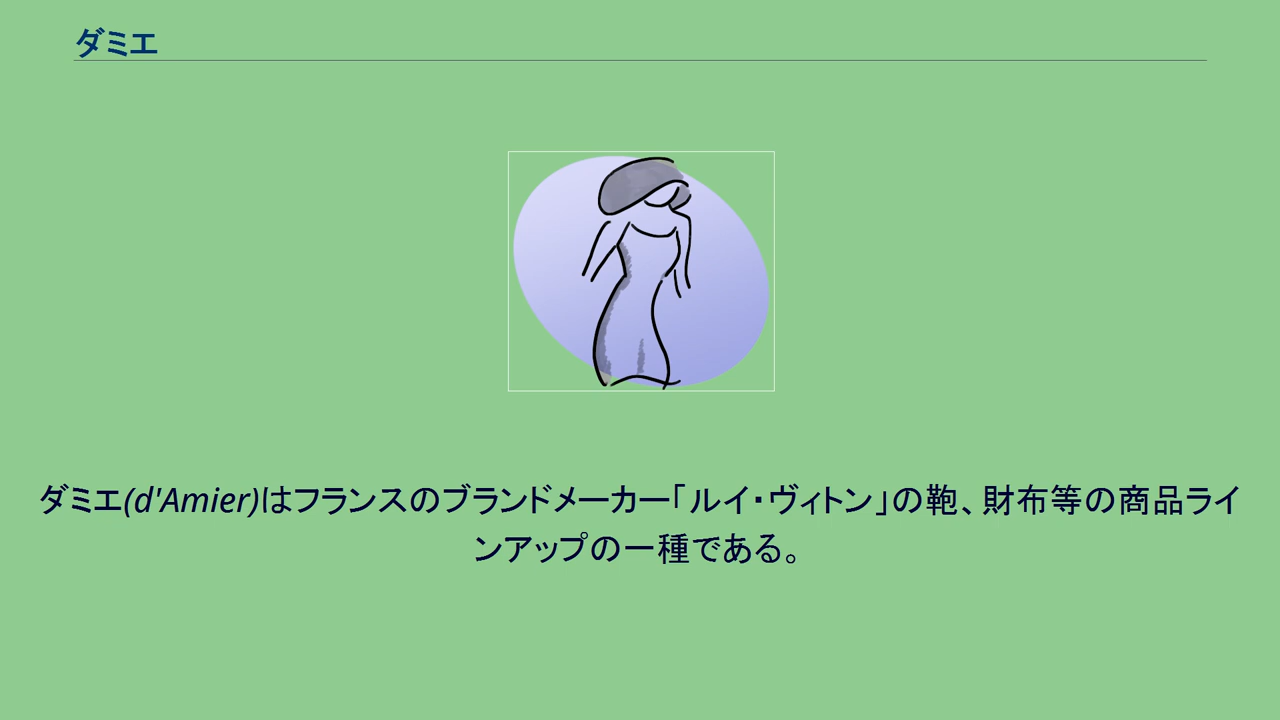 ダミエ
ダミエ(d'Amier)はフランスのブランドメーカー「ルイ・ヴィトン」の鞄、財布等の商品ライ
ンアップの一種である。